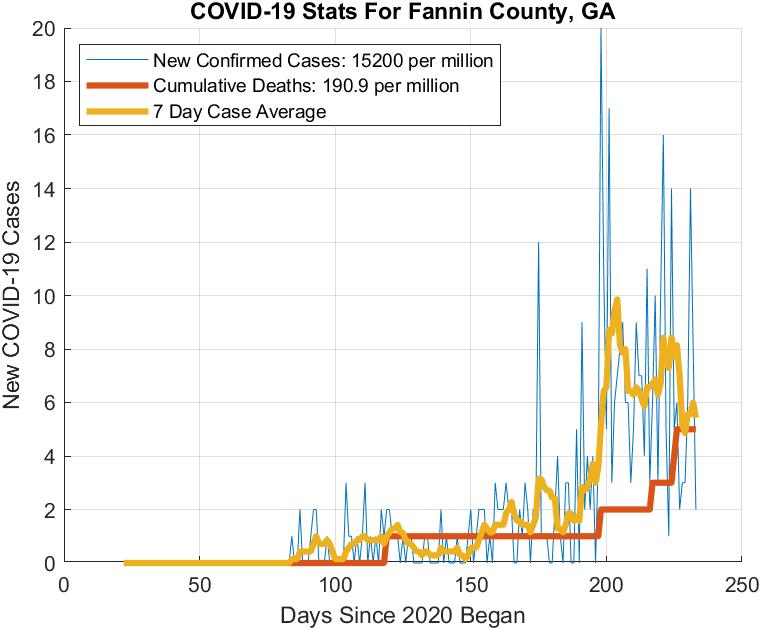 COVID-19 Stats For Fannin County, GA
New Confirmed Cases: 15200 per million
Cumulative Deaths: 190.9 per million
7 Day Case Average
New COVID-19 Cases
20
18
16
14
12
10
8
6
4
2
0
0 50 100 150 200 250
Days Since 2020 Began